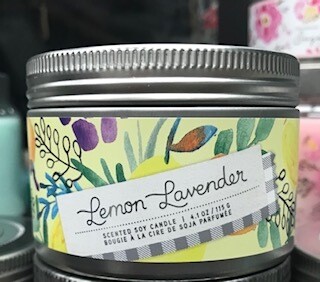 Lemon Lavender
SCENTED SOY CANDLE | 4.1 OZ / 115 G
BOUGIE À LA CIRE DE SOJA PARFUMÉE